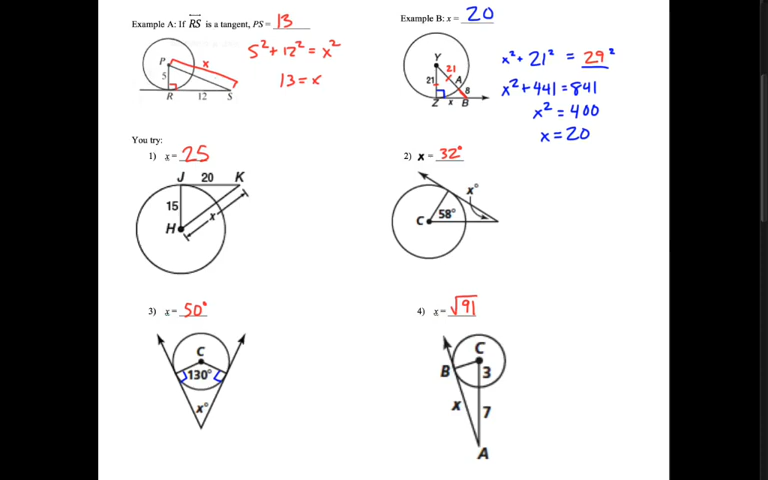 Example A: If RS is a tangent, PS = 13
5² + 12² = x²
13 = x
P
x
5
R
12
S
Example B: x = 20
Y
21
21
A
8
Z
x
B
x² + 21² = 29²
x² + 441 = 841
x² = 400
x = 20
You try:
1) x = 25
J
20
K
15
x
H
2) x = 32°
x°
C
58°
3) x = 50°
C
130°
x°
4) x = √91
C
B
3
x
7
A